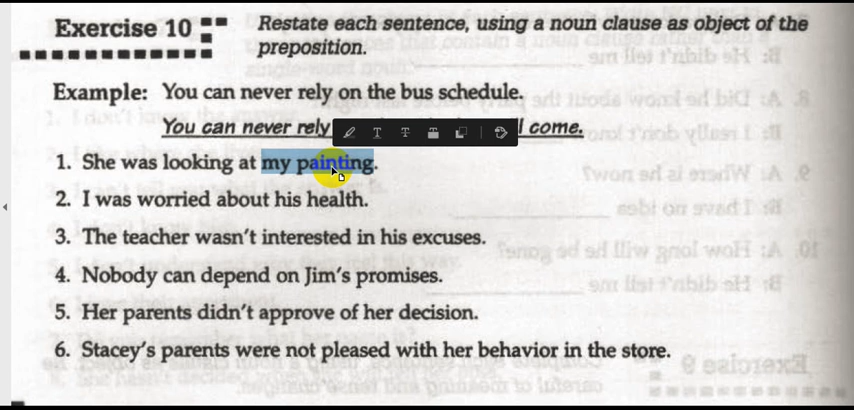 Exercise 10
Restate each sentence, using a noun clause as object of the
preposition.
Example: You can never rely on the bus schedule.
You can never rely come.
1. She was looking at my painting.
2. I was worried about his health.
3. The teacher wasn't interested in his excuses.
4. Nobody can depend on Jim's promises.
5. Her parents didn't approve of her decision.
6. Stacey's parents were not pleased with her behavior in the store.